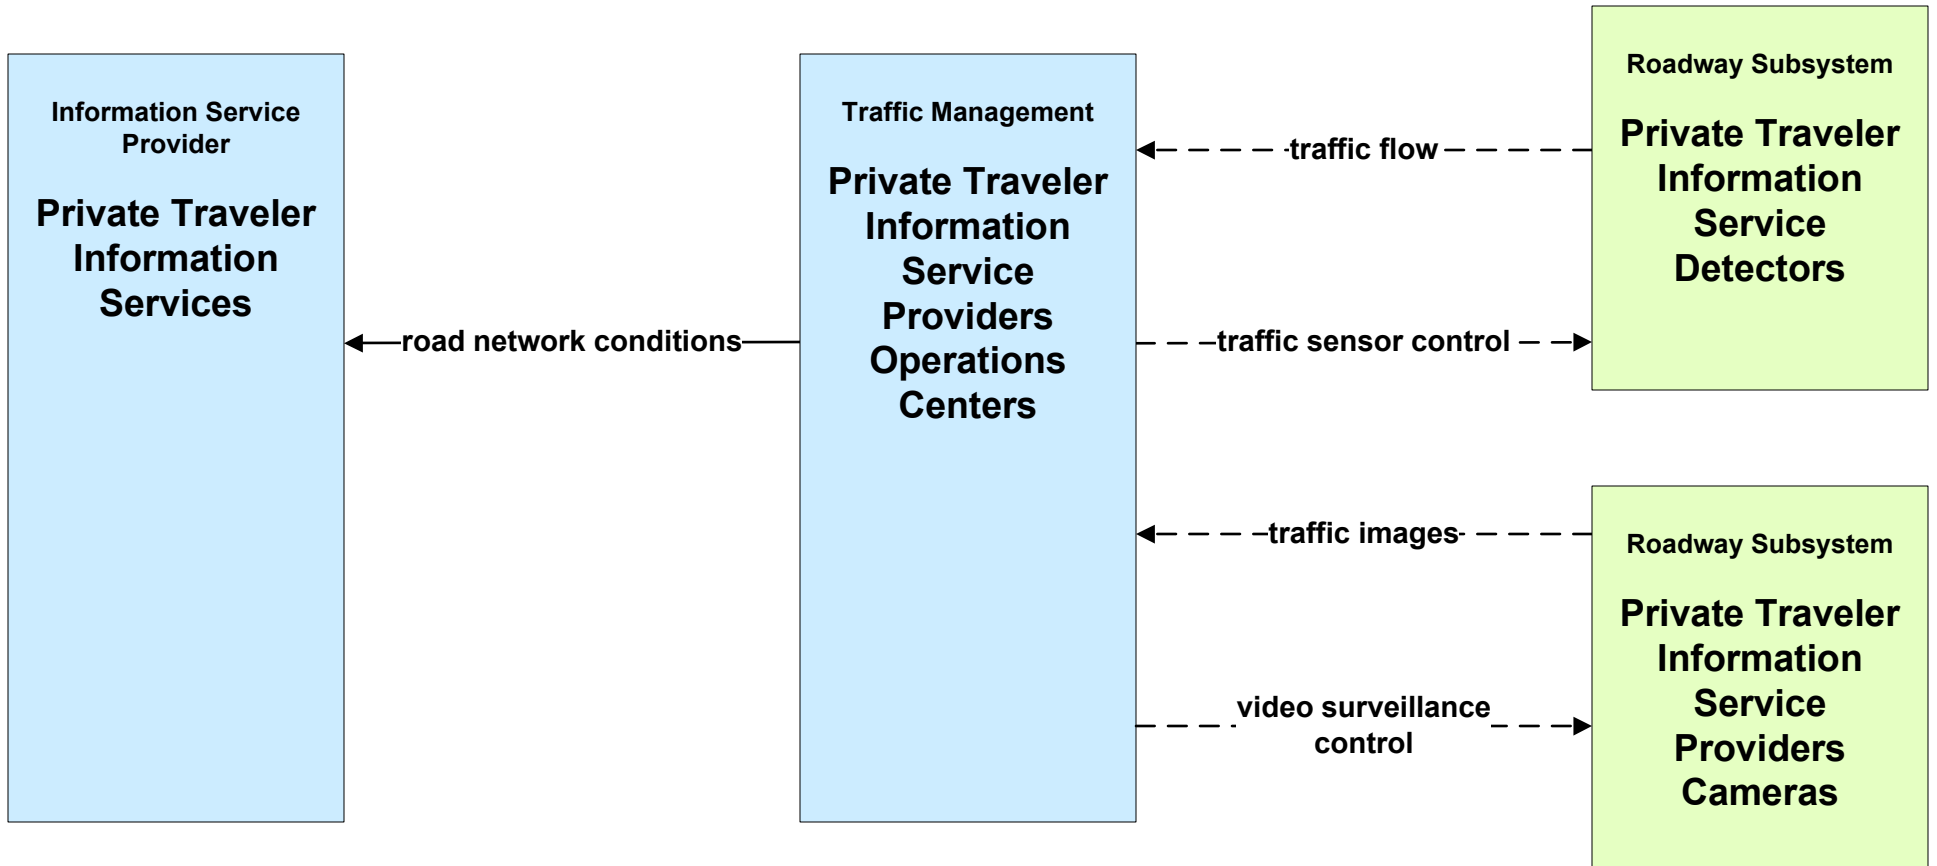 Information Service
Provider
Private Traveler
Information
Services
road network conditions
Traffic Management
Private Traveler
Information
Service
Providers
Operations
Centers
traffic flow
traffic sensor control
traffic images
video surveillance
control
Roadway Subsystem
Private Traveler
Information
Service
Detectors
Roadway Subsystem
Private Traveler
Information
Service
Providers
Cameras